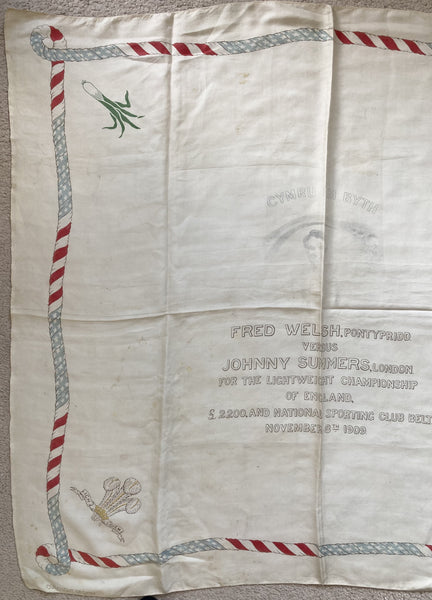 CYMRU AM BYTH
FRED WELSH, PONTYPRIDD
VERSUS
JOHNNY SUMMERS, LONDON
FOR THE LIGHTWEIGHT CHAMPIONSHIP
OF ENGLAND,
£2,200, AND NATIONAL SPORTING CLUB BELT
NOVEMBER 8TH 1909